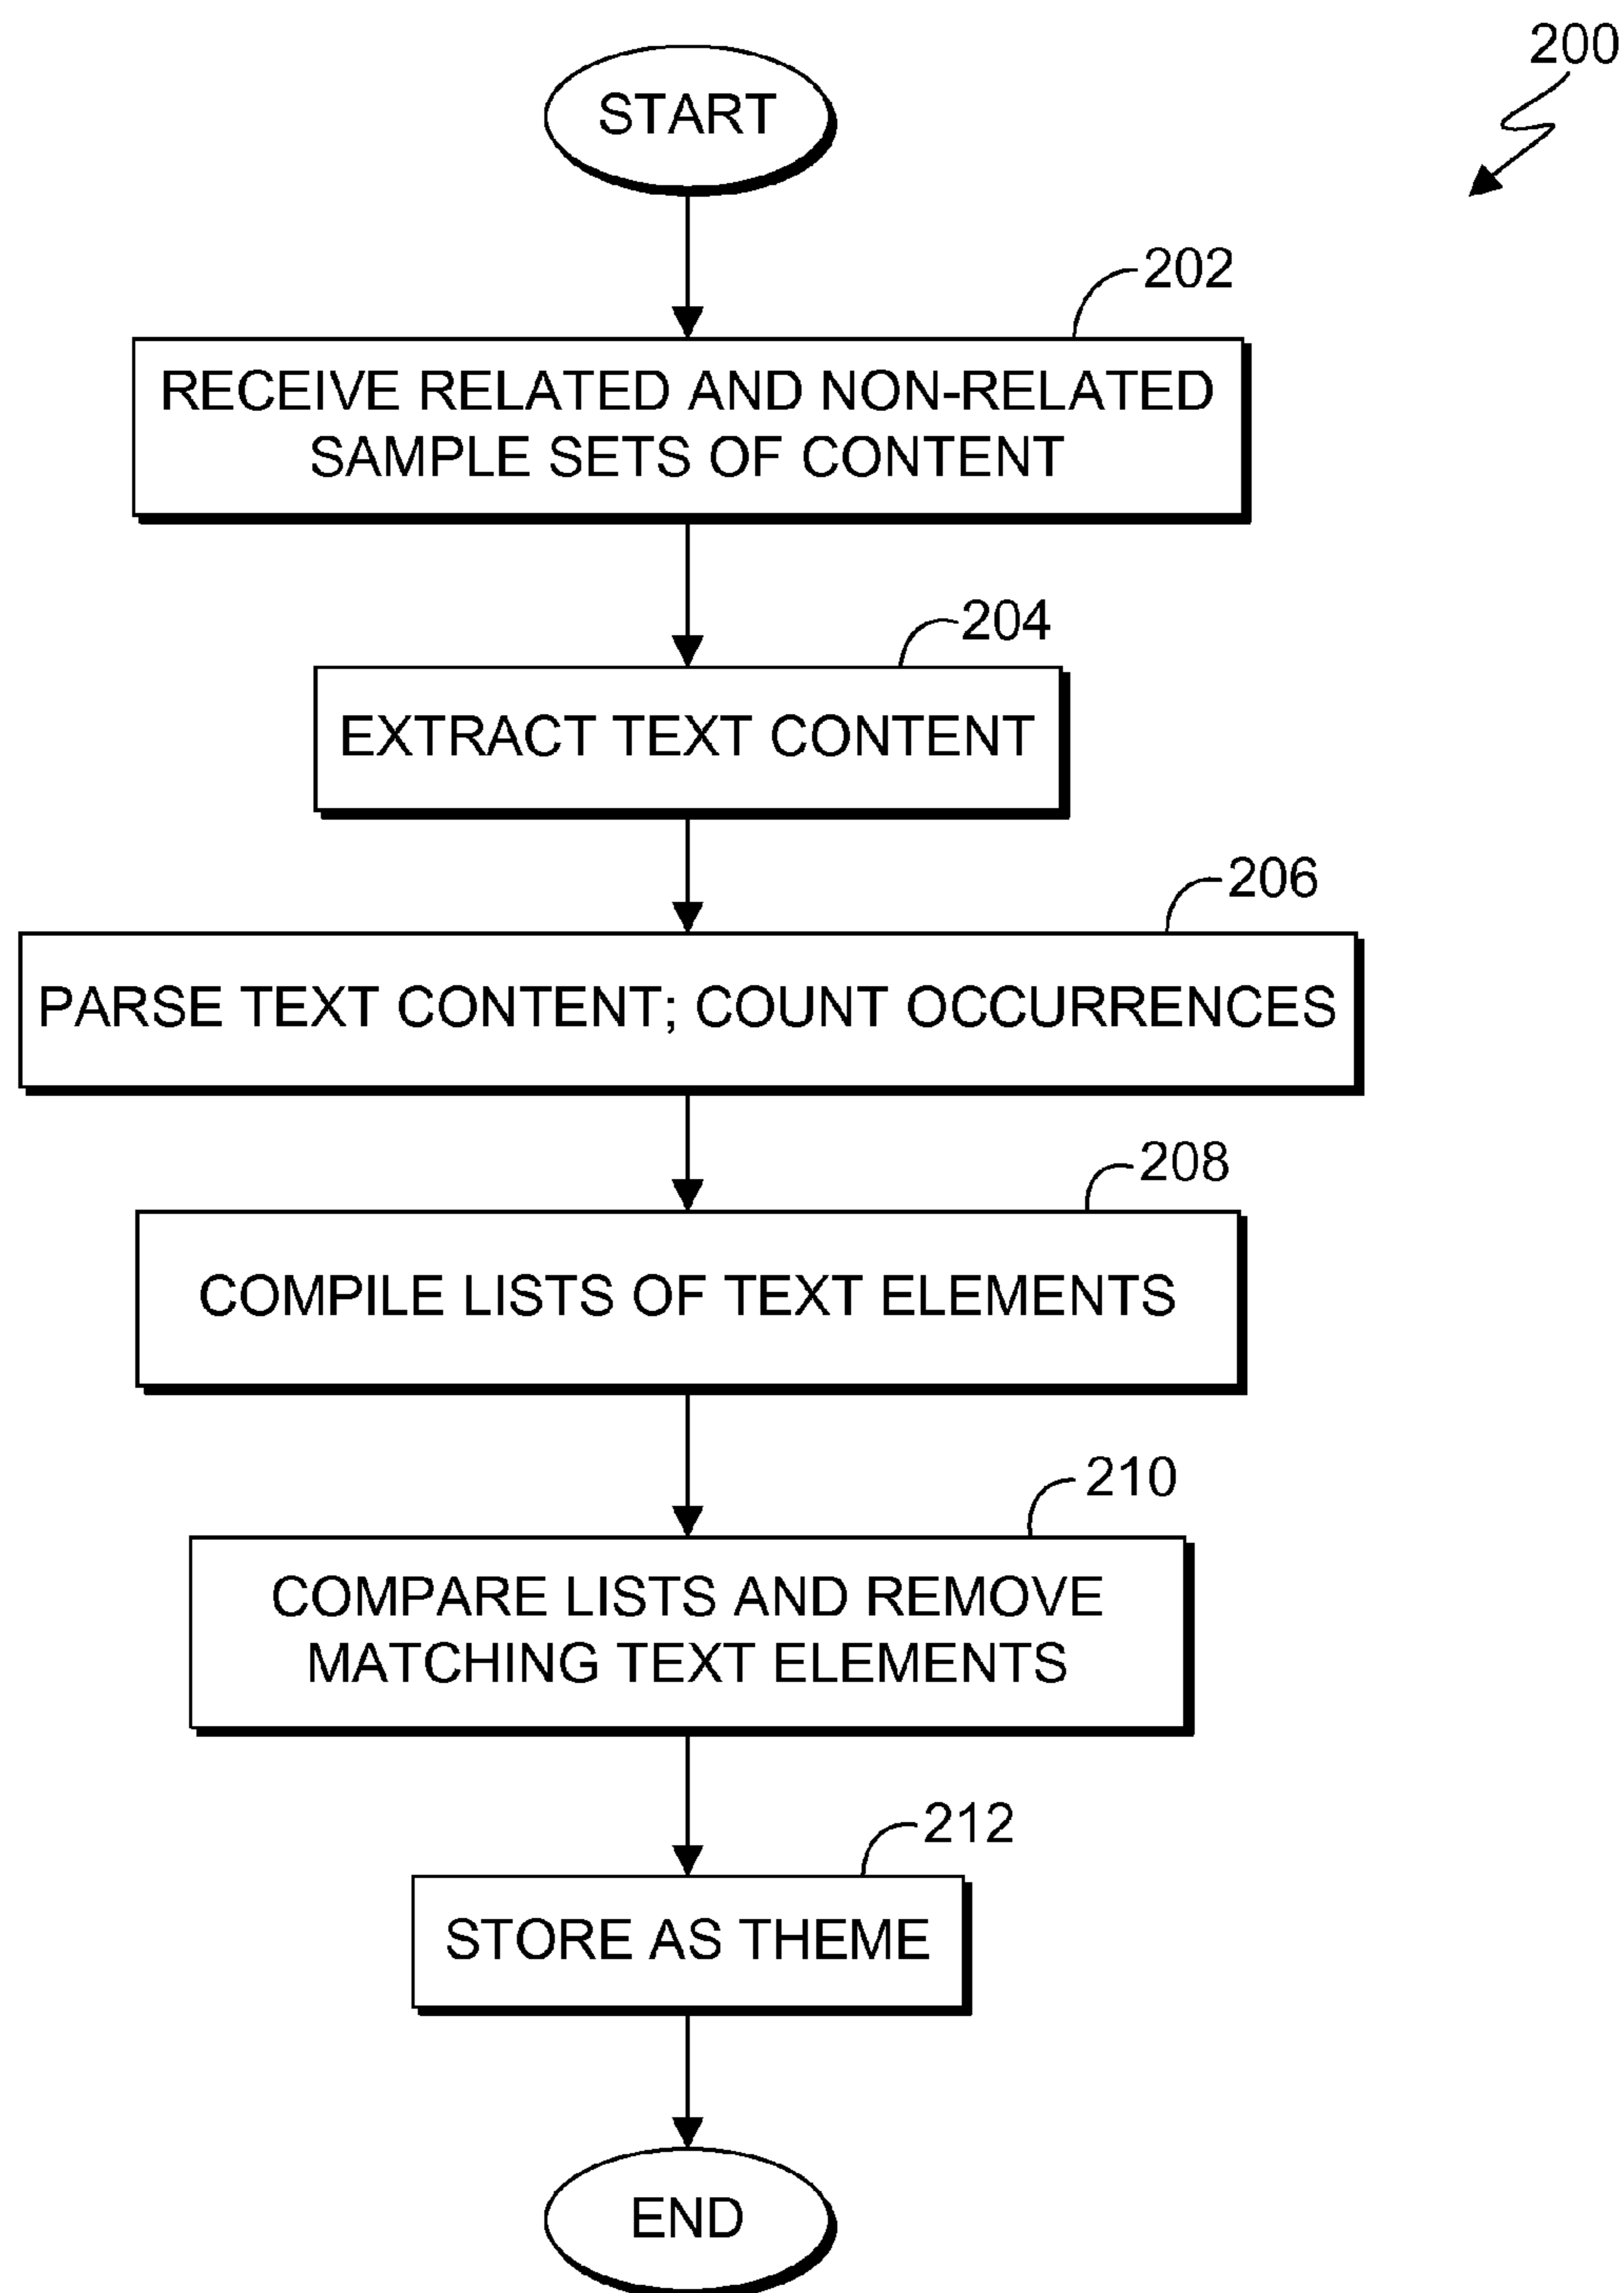 200
START
202
RECEIVE RELATED AND NON-RELATED
SAMPLE SETS OF CONTENT
204
EXTRACT TEXT CONTENT
206
PARSE TEXT CONTENT; COUNT OCCURRENCES
208
COMPILE LISTS OF TEXT ELEMENTS
210
COMPARE LISTS AND REMOVE
MATCHING TEXT ELEMENTS
212
STORE AS THEME
END